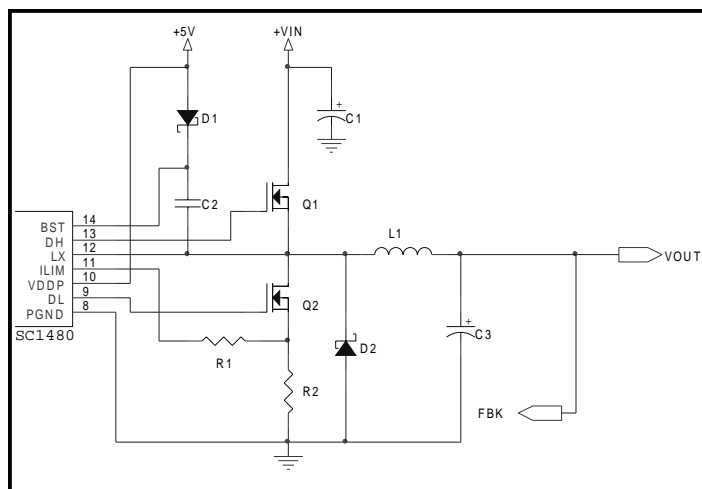 +5V
+VIN
D1
+
C1
C2
Q1
BST 14
DH 13
LX 12
ILIM 11
VDDP 10
DL 9
PGND 8
SC1480
L1
VOUT
Q2
R1
D2
+
C3
R2
FBK